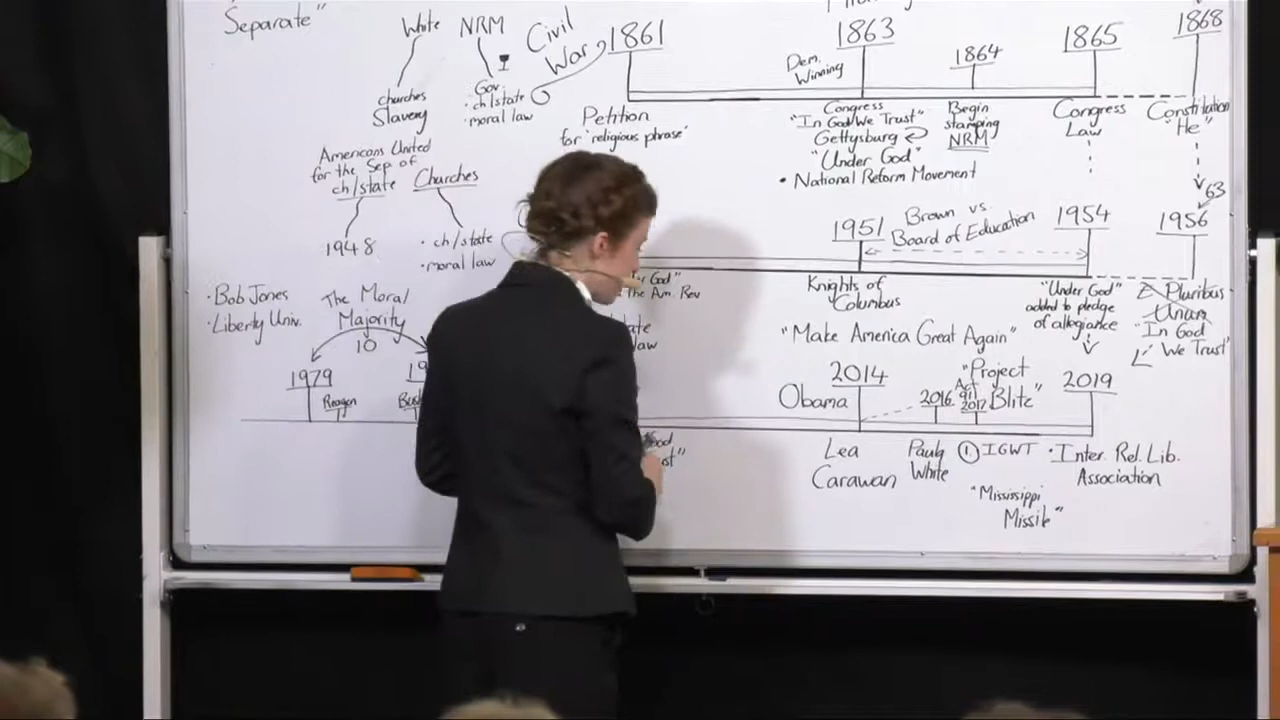 Separate"
White NRM Civil War 1861 1863 1864 1865 1868
Dem. Winning
churches
Slavery
Gov
· ch/state
· moral law
Petition
for 'religious phrase'
Congress
"In God We Trust"
Gettysburg
"Under God"
• National Reform Movement
Begin
stamping
NRM
Congress
Law
Constitution
"He"
Americans United
for the Sep of
ch/state
Churches
1948
· ch/state
· moral law
63
1951 Brown vs. Board of Education 1954 1956
God"
The Am. Rev
Knights of
Columbus
"Under God"
added to pledge
of allegiance
E Pluribus
Unum
"In God
We Trust"
· Bob Jones
· Liberty Univ.
The Moral
Majority
10
1979
Reagan
"Make America Great Again"
Obama 2014 2016 2017 "Project Blitz" 2019
Lea
Carawan
Paula
White
① IGWT
"Mississippi
Missile"
· Inter. Rel. Lib.
Association